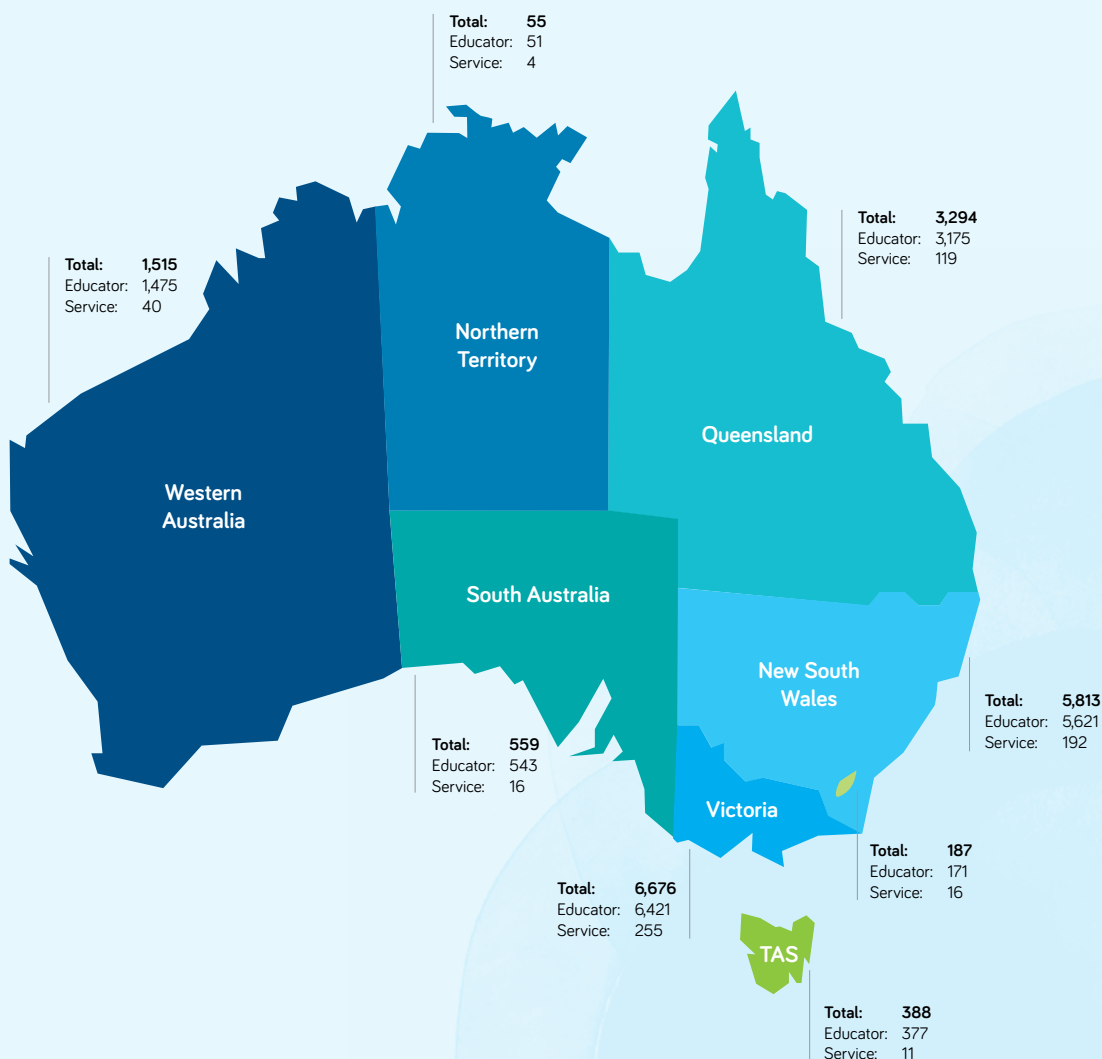 Total: 55
Educator: 51
Service: 4
Total: 3,294
Educator: 3,175
Service: 119
Total: 1,515
Educator: 1,475
Service: 40
Northern
Territory
Queensland
Western
Australia
South Australia
New South
Wales
Total: 5,813
Educator: 5,621
Service: 192
Total: 559
Educator: 543
Service: 16
Victoria
Total: 187
Educator: 171
Service: 16
Total: 6,676
Educator: 6,421
Service: 255
TAS
Total: 388
Educator: 377
Service: 11